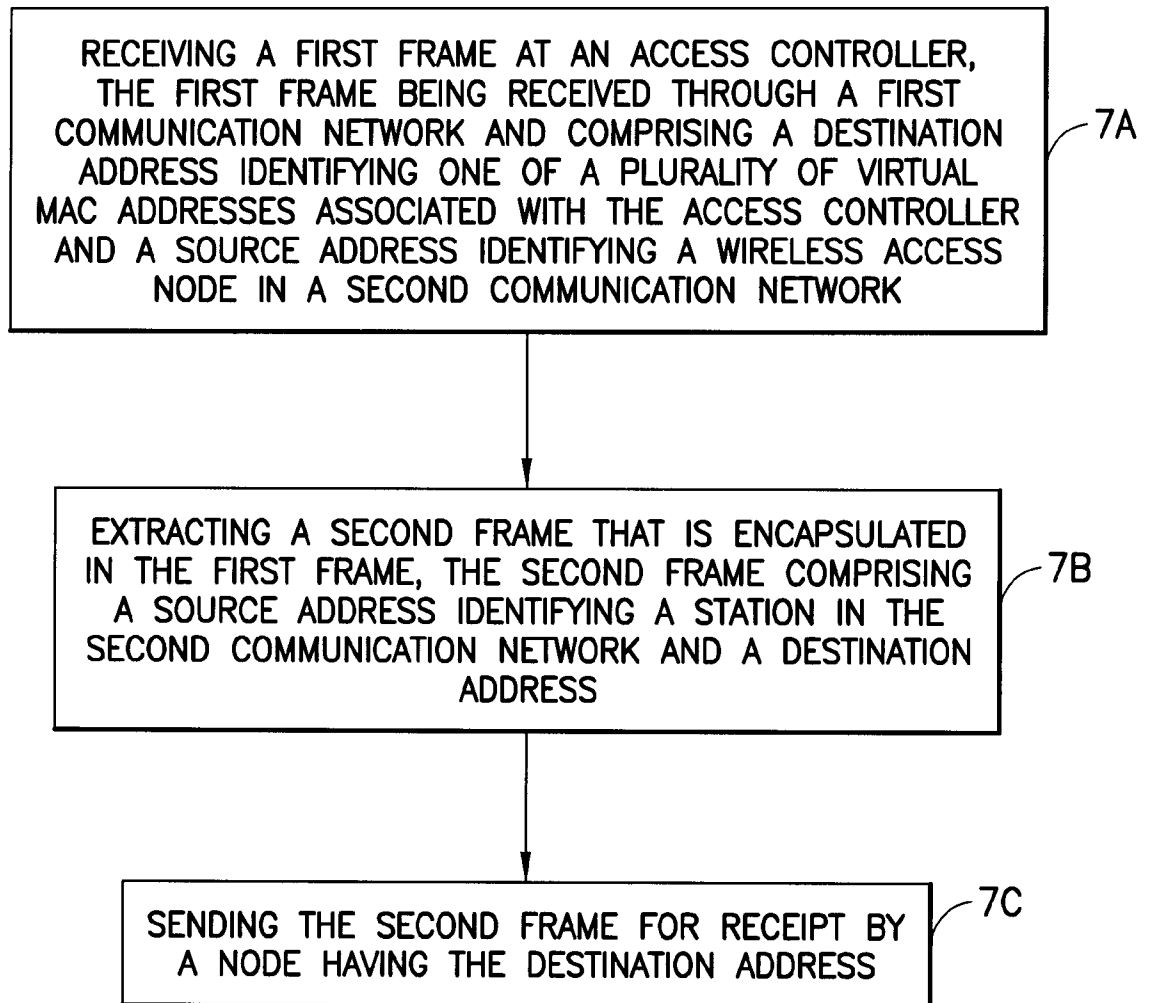 RECEIVING A FIRST FRAME AT AN ACCESS CONTROLLER,
THE FIRST FRAME BEING RECEIVED THROUGH A FIRST
COMMUNICATION NETWORK AND COMPRISING A DESTINATION
ADDRESS IDENTIFYING ONE OF A PLURALITY OF VIRTUAL
MAC ADDRESSES ASSOCIATED WITH THE ACCESS CONTROLLER
AND A SOURCE ADDRESS IDENTIFYING A WIRELESS ACCESS
NODE IN A SECOND COMMUNICATION NETWORK
7A
EXTRACTING A SECOND FRAME THAT IS ENCAPSULATED
IN THE FIRST FRAME, THE SECOND FRAME COMPRISING
A SOURCE ADDRESS IDENTIFYING A STATION IN THE
SECOND COMMUNICATION NETWORK AND A DESTINATION
ADDRESS
7B
SENDING THE SECOND FRAME FOR RECEIPT BY
A NODE HAVING THE DESTINATION ADDRESS
7C